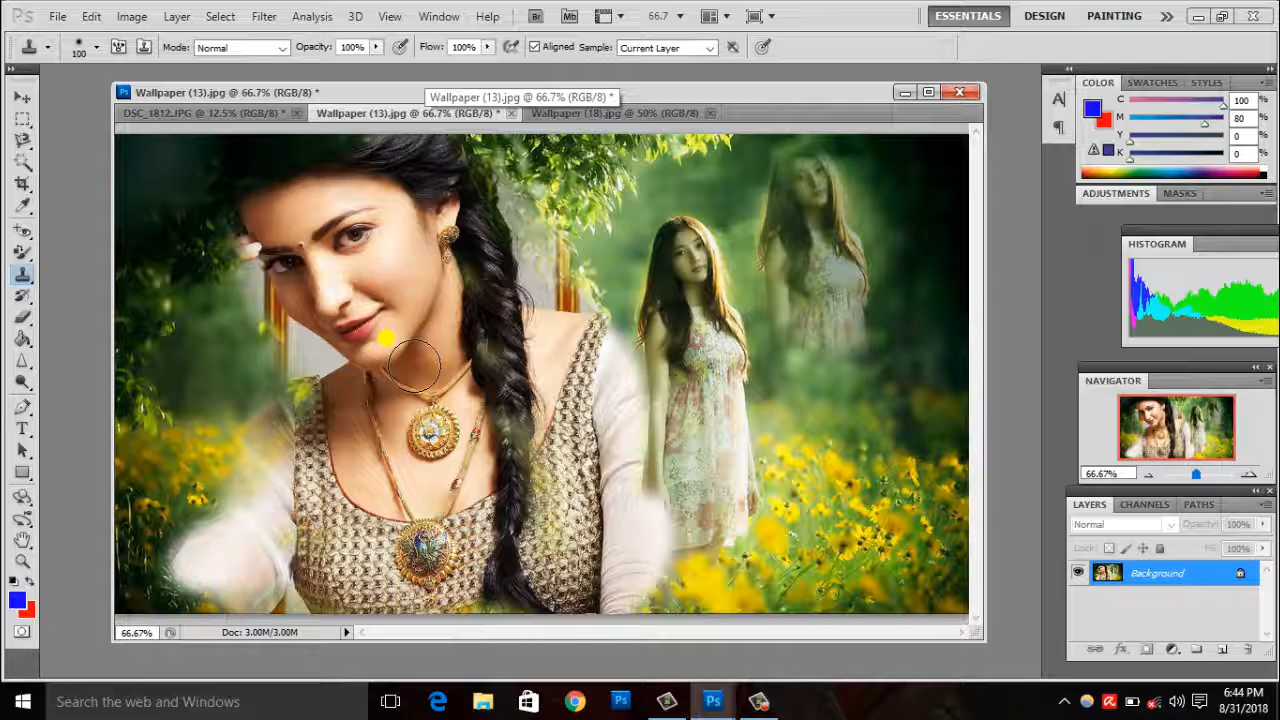 Ps File Edit Image Layer Select Filter Analysis 3D View Window Help Br Mb 66.7 ESSENTIALS DESIGN PAINTING
100 Mode: Normal Opacity: 100% Flow: 100% Aligned Sample: Current Layer
Wallpaper (13).jpg @ 66.7% (RGB/8) *
Wallpaper (13).jpg @ 66.7% (RGB/8) *
DSC_1812.JPG @ 12.5% (RGB/8) * Wallpaper (13).jpg @ 66.7% (RGB/8) * Wallpaper (18).jpg @ 50% (RGB/8)
COLOR SWATCHES STYLES
C 100 %
M 80 %
Y 0 %
K 0 %
ADJUSTMENTS MASKS
HISTOGRAM
NAVIGATOR
66.67%
LAYERS CHANNELS PATHS
Normal Opacity: 100%
Lock: Fill: 100%
Background
66.67% Doc: 3.00M/3.00M
Search the web and Windows
6:44 PM
8/31/2018